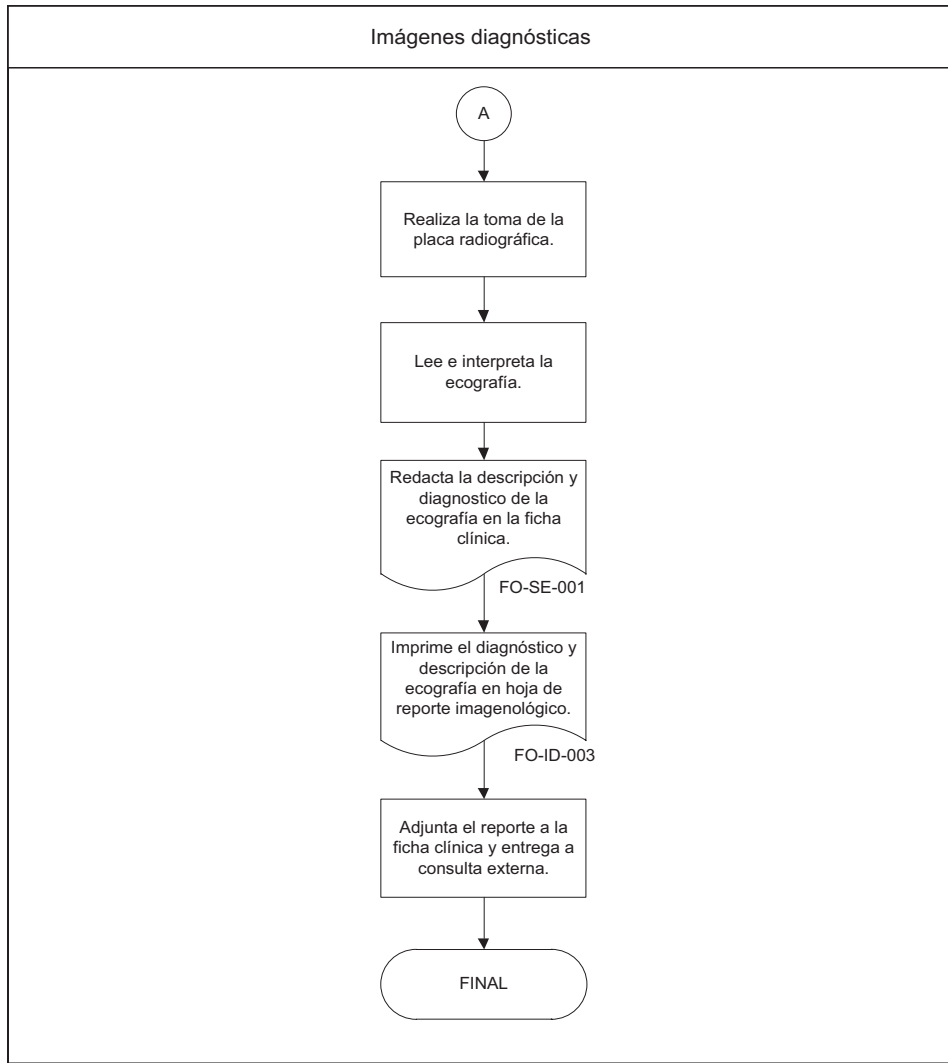 Imágenes diagnósticas
A
Realiza la toma de la
placa radiográfica.
Lee e interpreta la
ecografía.
Redacta la descripción y
diagnostico de la
ecografía en la ficha
clínica.
FO-SE-001
Imprime el diagnóstico y
descripción de la
ecografía en hoja de
reporte imagenológico.
FO-ID-003
Adjunta el reporte a la
ficha clínica y entrega a
consulta externa.
FINAL